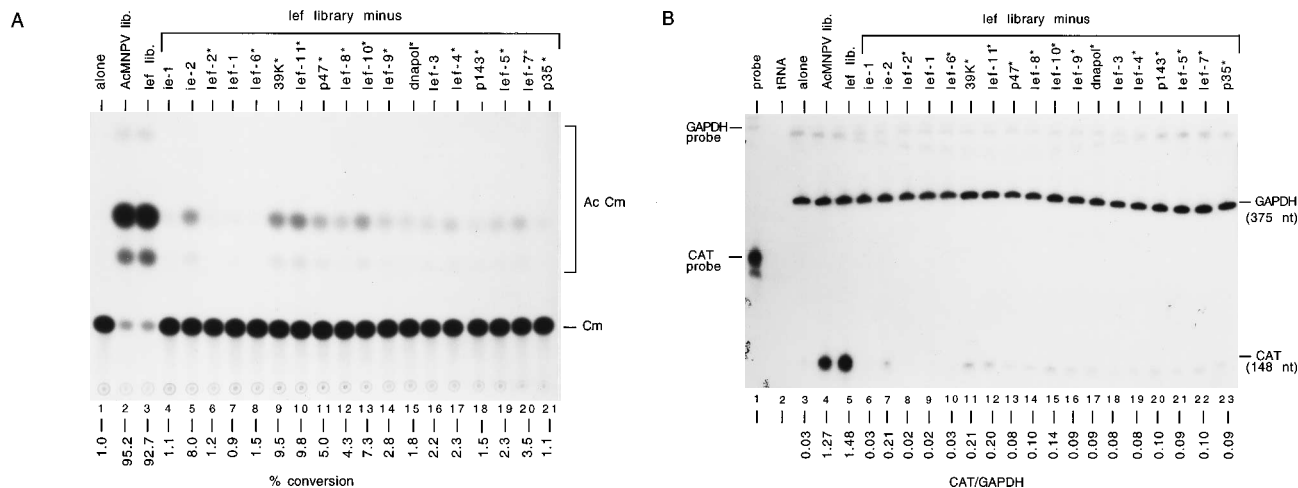 A
lef library minus
alone
AcMNPV lib.
lef lib.
ie-1
ie-2
lef-2*
lef-1
lef-6*
39K*
lef-11*
p47*
lef-8*
lef-10*
lef-9*
dnapol*
lef-3
lef-4*
p143*
lef-5*
lef-7*
p35*
Ac Cm
Cm
1 2 3 4 5 6 7 8 9 10 11 12 13 14 15 16 17 18 19 20 21
1.0 95.2 92.7 1.1 8.0 1.2 0.9 1.5 9.5 9.8 5.0 4.3 7.3 2.8 1.8 2.2 2.3 1.5 2.3 3.5 1.1
% conversion
B
lef library minus
probe
tRNA
alone
AcMNPV lib.
lef lib.
ie-1
ie-2
lef-2*
lef-1
lef-6*
39K*
lef-11*
p47*
lef-8*
lef-10*
lef-9*
dnapol*
lef-3
lef-4*
p143*
lef-5*
lef-7*
p35*
GAPDH
probe
GAPDH
(375 nt)
CAT
probe
CAT
(148 nt)
1 2 3 4 5 6 7 8 9 10 11 12 13 14 15 16 17 18 19 20 21 22 23
0.03 1.27 1.48 0.03 0.21 0.02 0.02 0.03 0.21 0.20 0.08 0.10 0.14 0.09 0.09 0.08 0.08 0.10 0.09 0.10 0.09
CAT/GAPDH